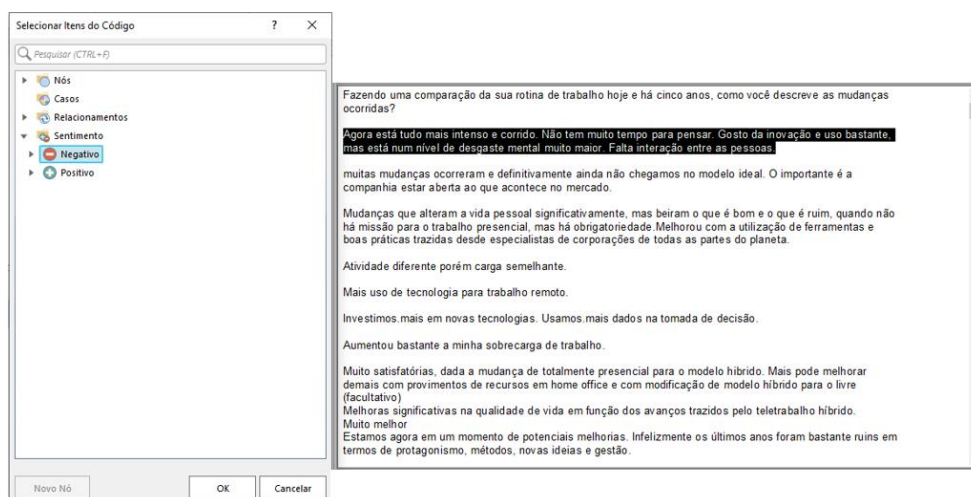 Selecionar Itens do Código
?
X
Pesquisar (CTRL+F)
Nós
Casos
Relacionamentos
Sentimento
Negativo
Positivo
Novo Nó
OK
Cancelar
Fazendo uma comparação da sua rotina de trabalho hoje e há cinco anos, como você descreve as mudanças
ocorridas?
Agora está tudo mais intenso e corrido. Não tem muito tempo para pensar. Gosto da inovação e uso bastante,
mas está num nível de desgaste mental muito maior. Falta interação entre as pessoas.
muitas mudanças ocorreram e definitivamente ainda não chegamos no modelo ideal. O importante é a
companhia estar aberta ao que acontece no mercado.
Mudanças que alteram a vida pessoal significativamente, mas beiram o que é bom e o que é ruim, quando não
há missão para o trabalho presencial, mas há obrigatoriedade.Melhorou com a utilização de ferramentas e
boas práticas trazidas desde especialistas de corporações de todas as partes do planeta.
Atividade diferente porém carga semelhante.
Mais uso de tecnologia para trabalho remoto.
Investimos.mais em novas tecnologias. Usamos.mais dados na tomada de decisão.
Aumentou bastante a minha sobrecarga de trabalho.
Muito satisfatórias, dada a mudança de totalmente presencial para o modelo hibrido. Mais pode melhorar
demais com provimentos de recursos em home office e com modificação de modelo híbrido para o livre
(facultativo)
Melhoras significativas na qualidade de vida em função dos avanços trazidos pelo teletrabalho híbrido.
Muito melhor
Estamos agora em um momento de potenciais melhorias. Infelizmente os últimos anos foram bastante ruins em
termos de protagonismo, métodos, novas ideias e gestão.